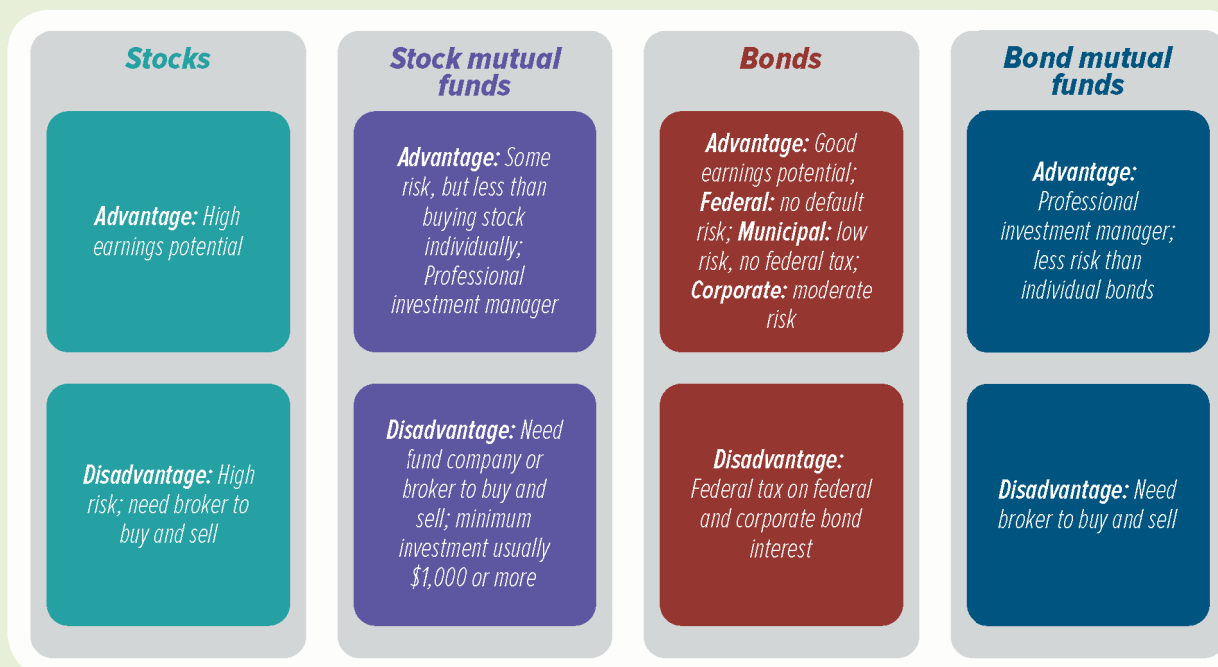 Stocks
Advantage: High
earnings potential
Disadvantage: High
risk; need broker to
buy and sell
Stock mutual
funds
Advantage: Some
risk, but less than
buying stock
individually;
Professional
investment manager
Disadvantage: Need
fund company or
broker to buy and
sell; minimum
investment usually
$1,000 or more
Bonds
Advantage: Good
earnings potential;
Federal: no default
risk; Municipal: low
risk, no federal tax;
Corporate: moderate
risk
Disadvantage:
Federal tax on federal
and corporate bond
interest
Bond mutual
funds
Advantage:
Professional
investment manager;
less risk than
individual bonds
Disadvantage: Need
broker to buy and sell